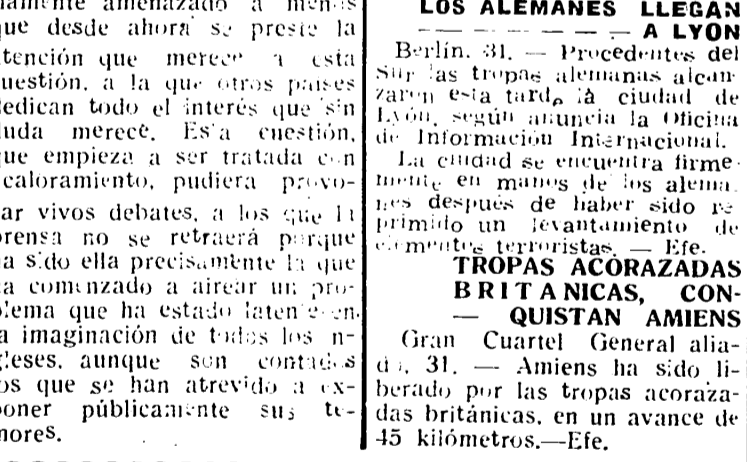 amente amenazado a menos
que desde ahora se preste la
tención que merece a esta
uestión, a la que otros países
dedican todo el interés que sin
duda merece. Esta cuestión,
que empieza a ser tratada con
caloramiento, pudiera provo-
ar vivos debates, a los que la
prensa no se retraerá porque
ha sido ella precisamente la que
ha comenzado a airear un pro-
blema que ha estado latente en
la imaginación de todos los in-
gleses, aunque son contados
los que se han atrevido a ex-
poner públicamente sus te-
mores.
LOS ALEMANES LLEGAN
— — — — — — A LYON
Berlín, 31. — Procedentes del
Sur las tropas alemanas alcan-
zaron esta tarde la ciudad de
Lyón, según anuncia la Oficina
de Información Internacional.
La ciudad se encuentra firme-
mente en manos de los alema-
nes después de haber sido re
primido un levantamiento de
elementos terroristas. — Efe.
TROPAS ACORAZADAS
BRITANICAS, CON-
— QUISTAN AMIENS
Gran Cuartel General alia-
do, 31. — Amiens ha sido li-
berado por las tropas acoraza-
das británicas, en un avance de
45 kilómetros.—Efe.